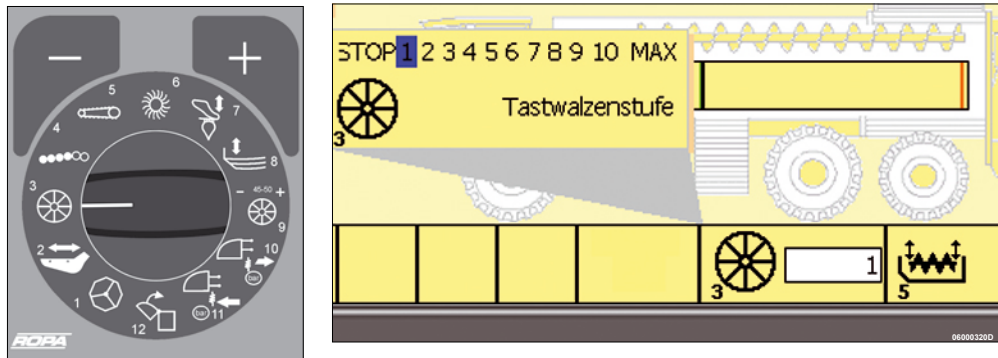 − +
6
5
7
4
8
3
− 45-50 +
9
2
10
bar
1
bar 11
12
ROPA
STOP 1 2 3 4 5 6 7 8 9 10 MAX
3
Tastwalzenstufe
3 1
5
06000320D